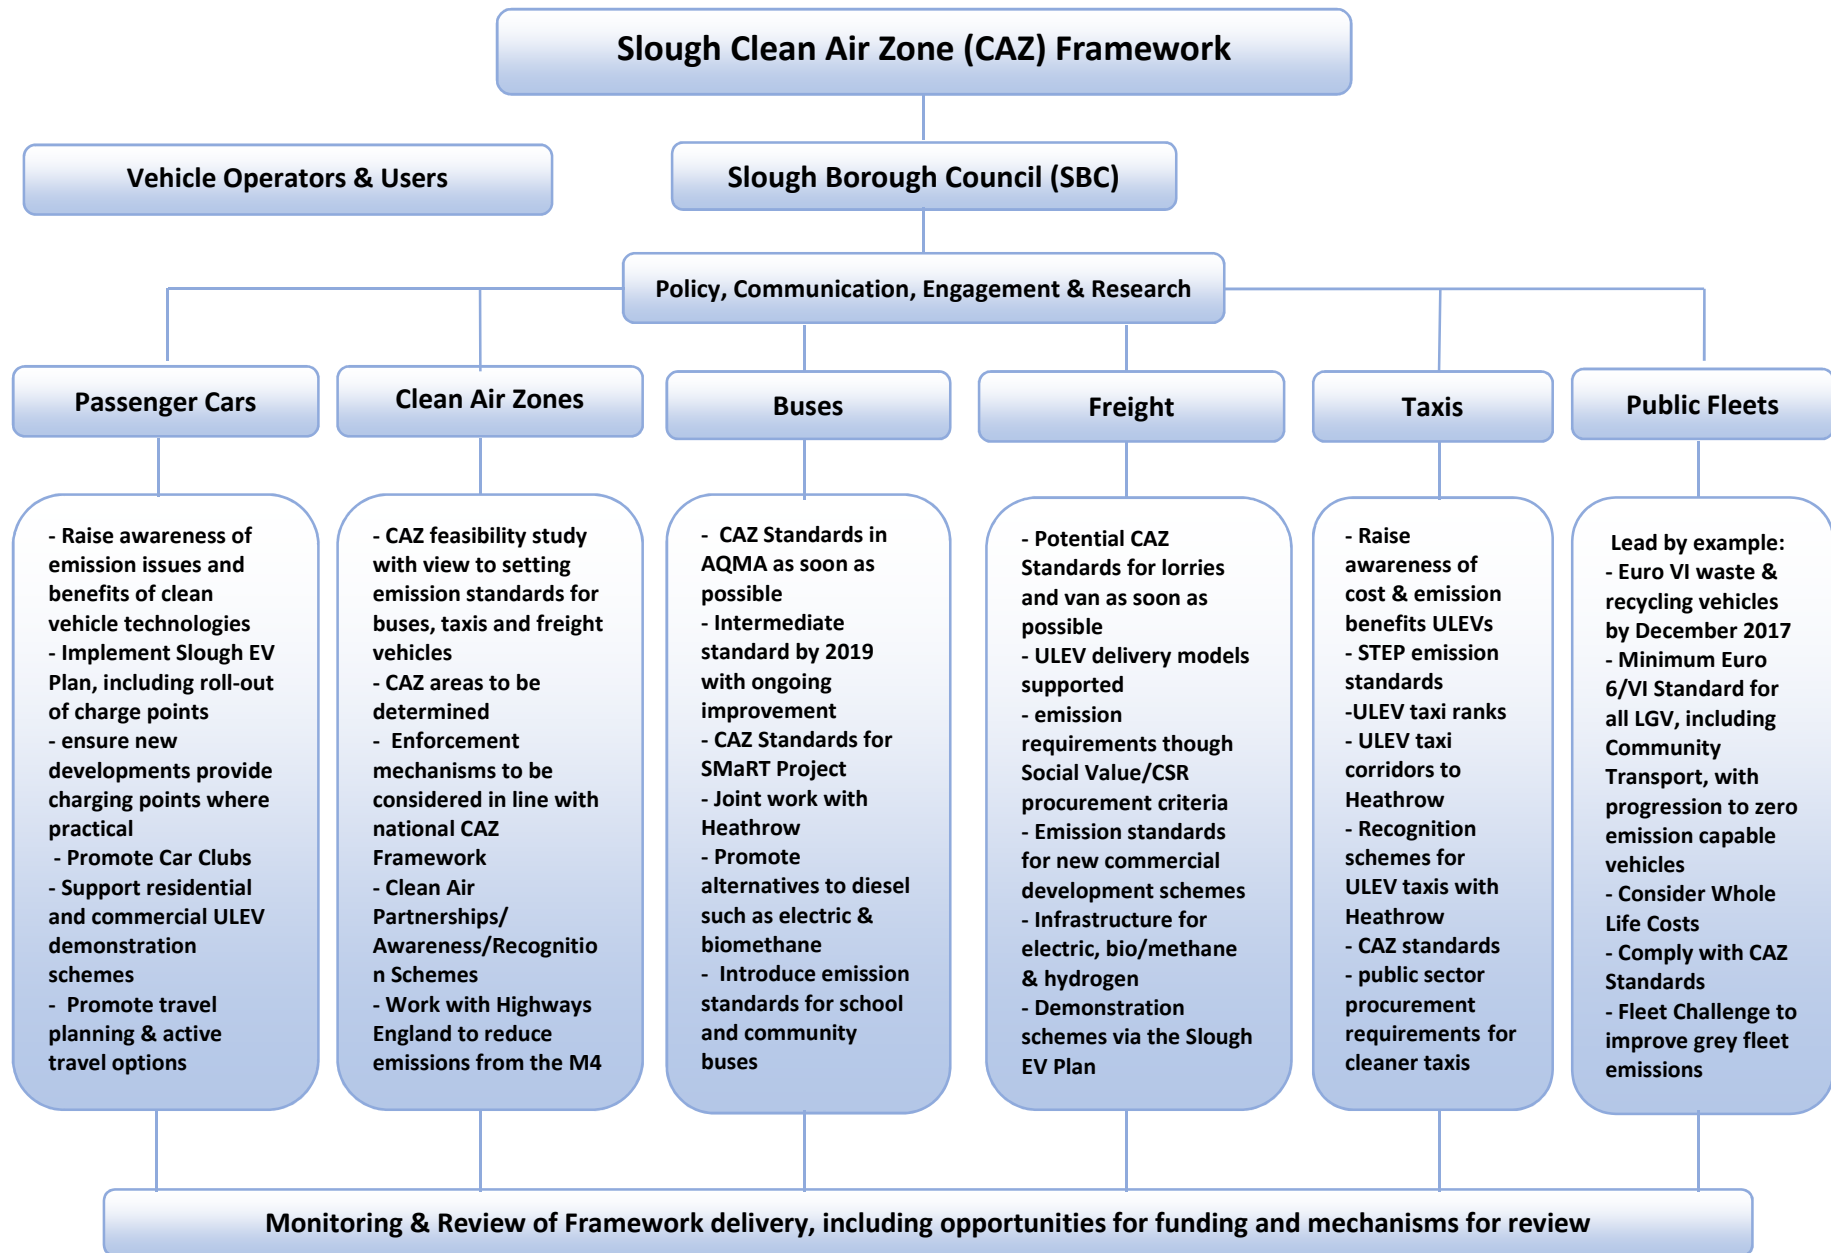 Slough Clean Air Zone (CAZ) Framework
Vehicle Operators & Users
Slough Borough Council (SBC)
Policy, Communication, Engagement & Research
Passenger Cars
Clean Air Zones
Buses
Freight
Taxis
Public Fleets
- Raise awareness of
emission issues and
benefits of clean
vehicle technologies
- Implement Slough EV
Plan, including roll-out
of charge points
- ensure new
developments provide
charging points where
practical
- Promote Car Clubs
- Support residential
and commercial ULEV
demonstration
schemes
- Promote travel
planning & active
travel options
- CAZ feasibility study
with view to setting
emission standards for
buses, taxis and freight
vehicles
- CAZ areas to be
determined
- Enforcement
mechanisms to be
considered in line with
national CAZ
Framework
- Clean Air
Partnerships/
Awareness/Recognitio
n Schemes
- Work with Highways
England to reduce
emissions from the M4
- CAZ Standards in
AQMA as soon as
possible
- Intermediate
standard by 2019
with ongoing
improvement
- CAZ Standards for
SMaRT Project
- Joint work with
Heathrow
- Promote
alternatives to diesel
such as electric &
biomethane
- Introduce emission
standards for school
and community
buses
- Potential CAZ
Standards for lorries
and van as soon as
possible
- ULEV delivery models
supported
- emission
requirements though
Social Value/CSR
procurement criteria
- Emission standards
for new commercial
development schemes
- Infrastructure for
electric, bio/methane
& hydrogen
- Demonstration
schemes via the Slough
EV Plan
- Raise
awareness of
cost & emission
benefits ULEVs
- STEP emission
standards
-ULEV taxi ranks
- ULEV taxi
corridors to
Heathrow
- Recognition
schemes for
ULEV taxis with
Heathrow
- CAZ standards
- public sector
procurement
requirements for
cleaner taxis
Lead by example:
- Euro VI waste &
recycling vehicles
by December 2017
- Minimum Euro
6/VI Standard for
all LGV, including
Community
Transport, with
progression to zero
emission capable
vehicles
- Consider Whole
Life Costs
- Comply with CAZ
Standards
- Fleet Challenge to
improve grey fleet
emissions
Monitoring & Review of Framework delivery, including opportunities for funding and mechanisms for review